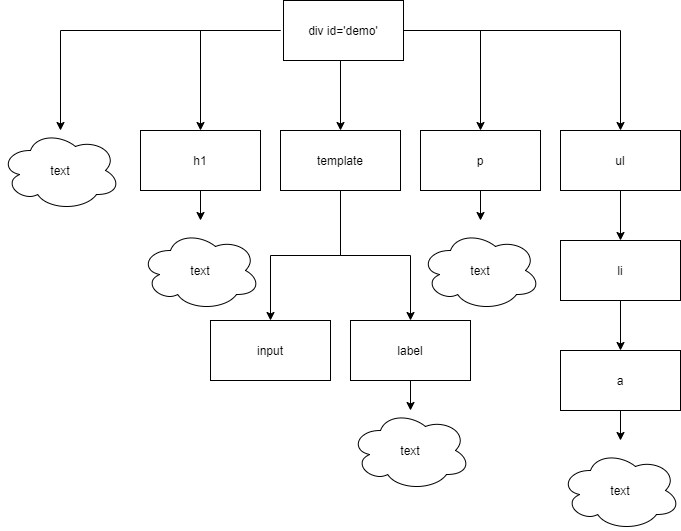 div id='demo'
text
h1
template
p
ul
text
text
li
input
label
a
text
text